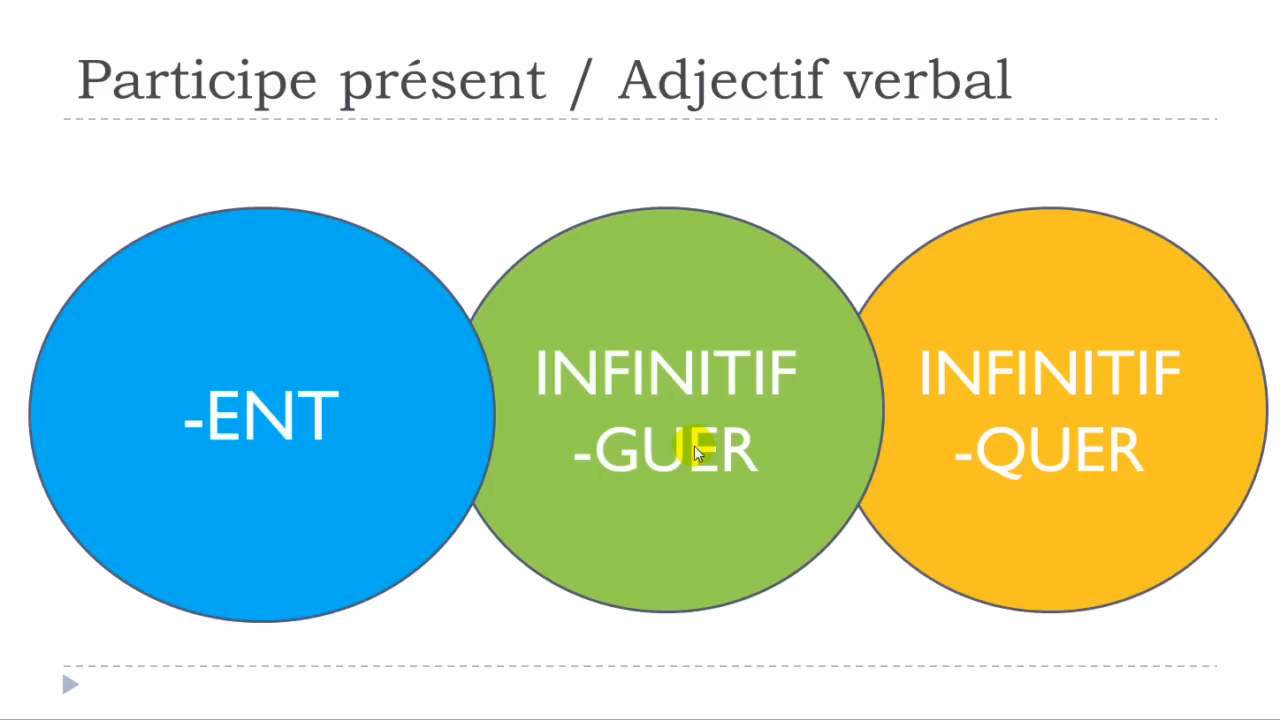 Participe présent / Adjectif verbal
-ENT
INFINITIF
-GUER
INFINITIF
-QUER